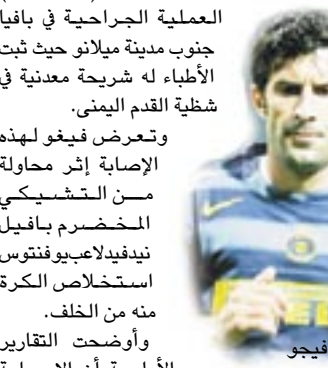 العملية الجراحية في بافيا
جنوب مدينة ميلانو حيث ثبت
الأطباء له شريحة معدنية في
شظية القدم اليمنى.
وتعرض فيغو لهذه
الإصابة إثر محاولة
من التشيكي
المخضرم بافيل
نيدفيدلاعبيوفنتوس
استخلاص الكرة
منه من الخلف.
وأوضحت التقارير
فيجو